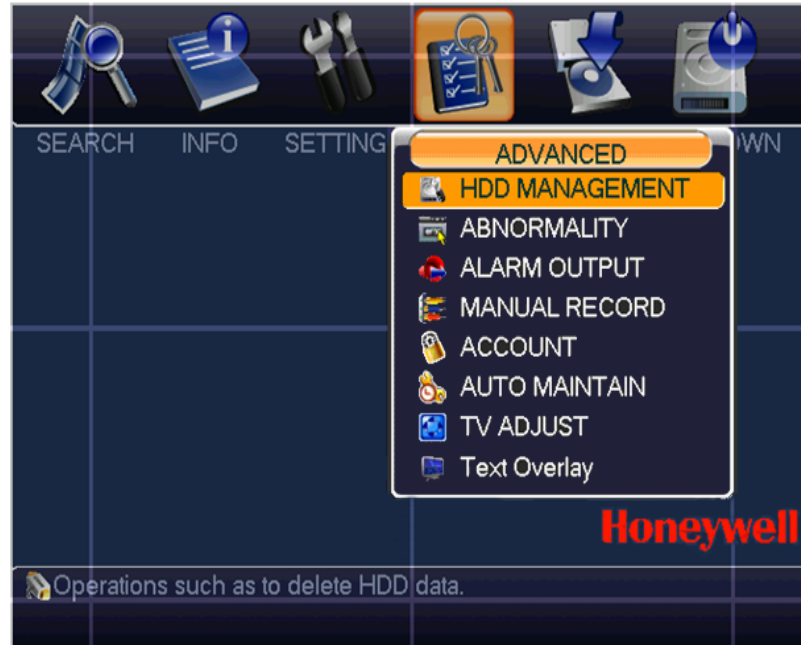 SEARCH INFO SETTING WN
ADVANCED
HDD MANAGEMENT
ABNORMALITY
ALARM OUTPUT
MANUAL RECORD
ACCOUNT
AUTO MAINTAIN
TV ADJUST
Text Overlay
Honeywell
Operations such as to delete HDD data.